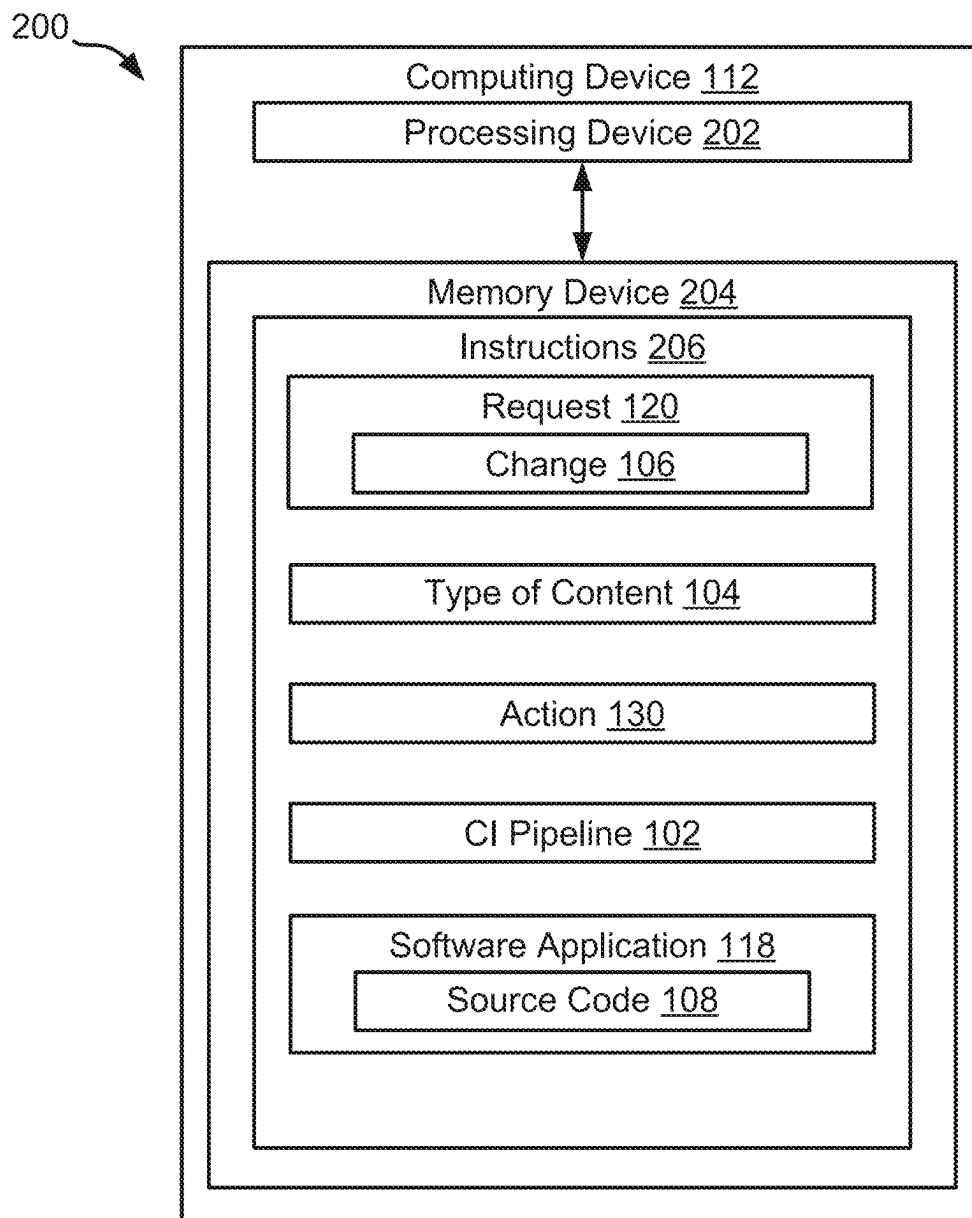 200
Computing Device 112
Processing Device 202
Memory Device 204
Instructions 206
Request 120
Change 106
Type of Content 104
Action 130
CI Pipeline 102
Software Application 118
Source Code 108